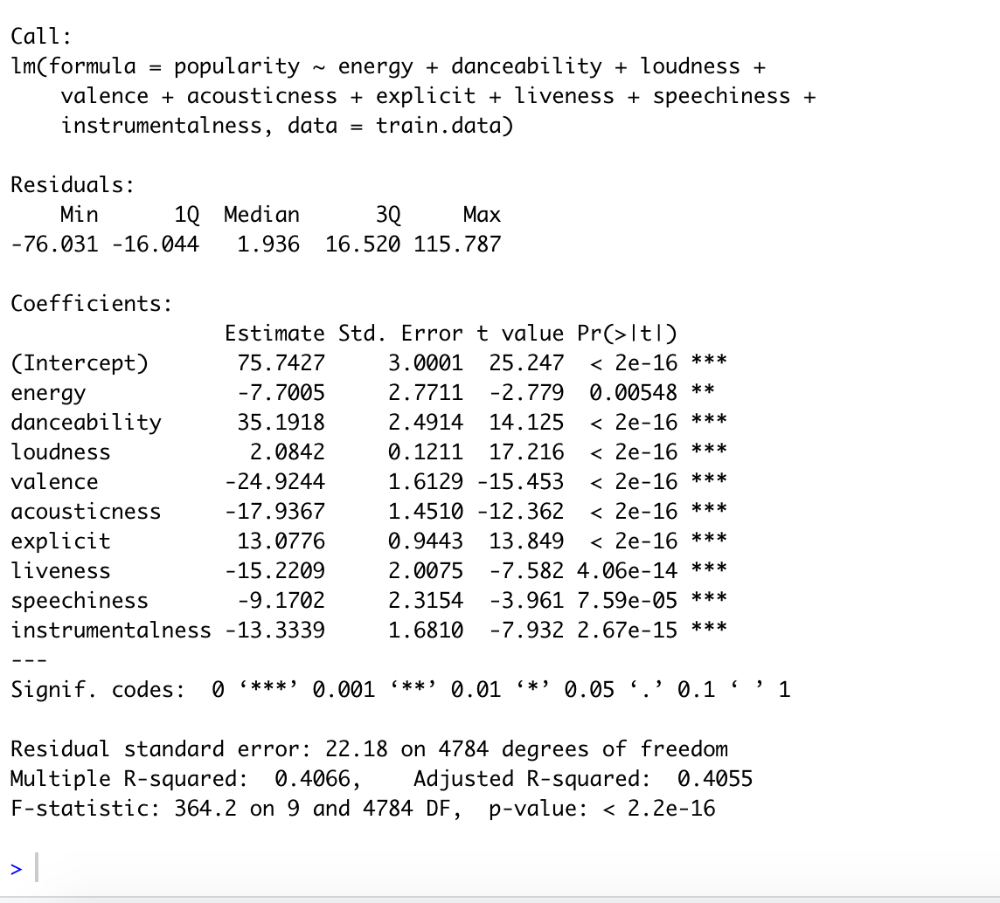 Call:
lm(formula = popularity ~ energy + danceability + loudness +
    valence + acousticness + explicit + liveness + speechiness +
    instrumentalness, data = train.data)

Residuals:
    Min      1Q  Median      3Q     Max
-76.031 -16.044   1.936  16.520 115.787

Coefficients:
                 Estimate Std. Error t value Pr(>|t|)
(Intercept)       75.7427     3.0001  25.247  < 2e-16 ***
energy            -7.7005     2.7711  -2.779  0.00548 **
danceability      35.1918     2.4914  14.125  < 2e-16 ***
loudness           2.0842     0.1211  17.216  < 2e-16 ***
valence          -24.9244     1.6129 -15.453  < 2e-16 ***
acousticness     -17.9367     1.4510 -12.362  < 2e-16 ***
explicit          13.0776     0.9443  13.849  < 2e-16 ***
liveness         -15.2209     2.0075  -7.582 4.06e-14 ***
speechiness       -9.1702     2.3154  -3.961 7.59e-05 ***
instrumentalness -13.3339     1.6810  -7.932 2.67e-15 ***
---
Signif. codes:  0 ‘***’ 0.001 ‘**’ 0.01 ‘*’ 0.05 ‘.’ 0.1 ‘ ’ 1

Residual standard error: 22.18 on 4784 degrees of freedom
Multiple R-squared:  0.4066,	Adjusted R-squared:  0.4055
F-statistic: 364.2 on 9 and 4784 DF,  p-value: < 2.2e-16

>